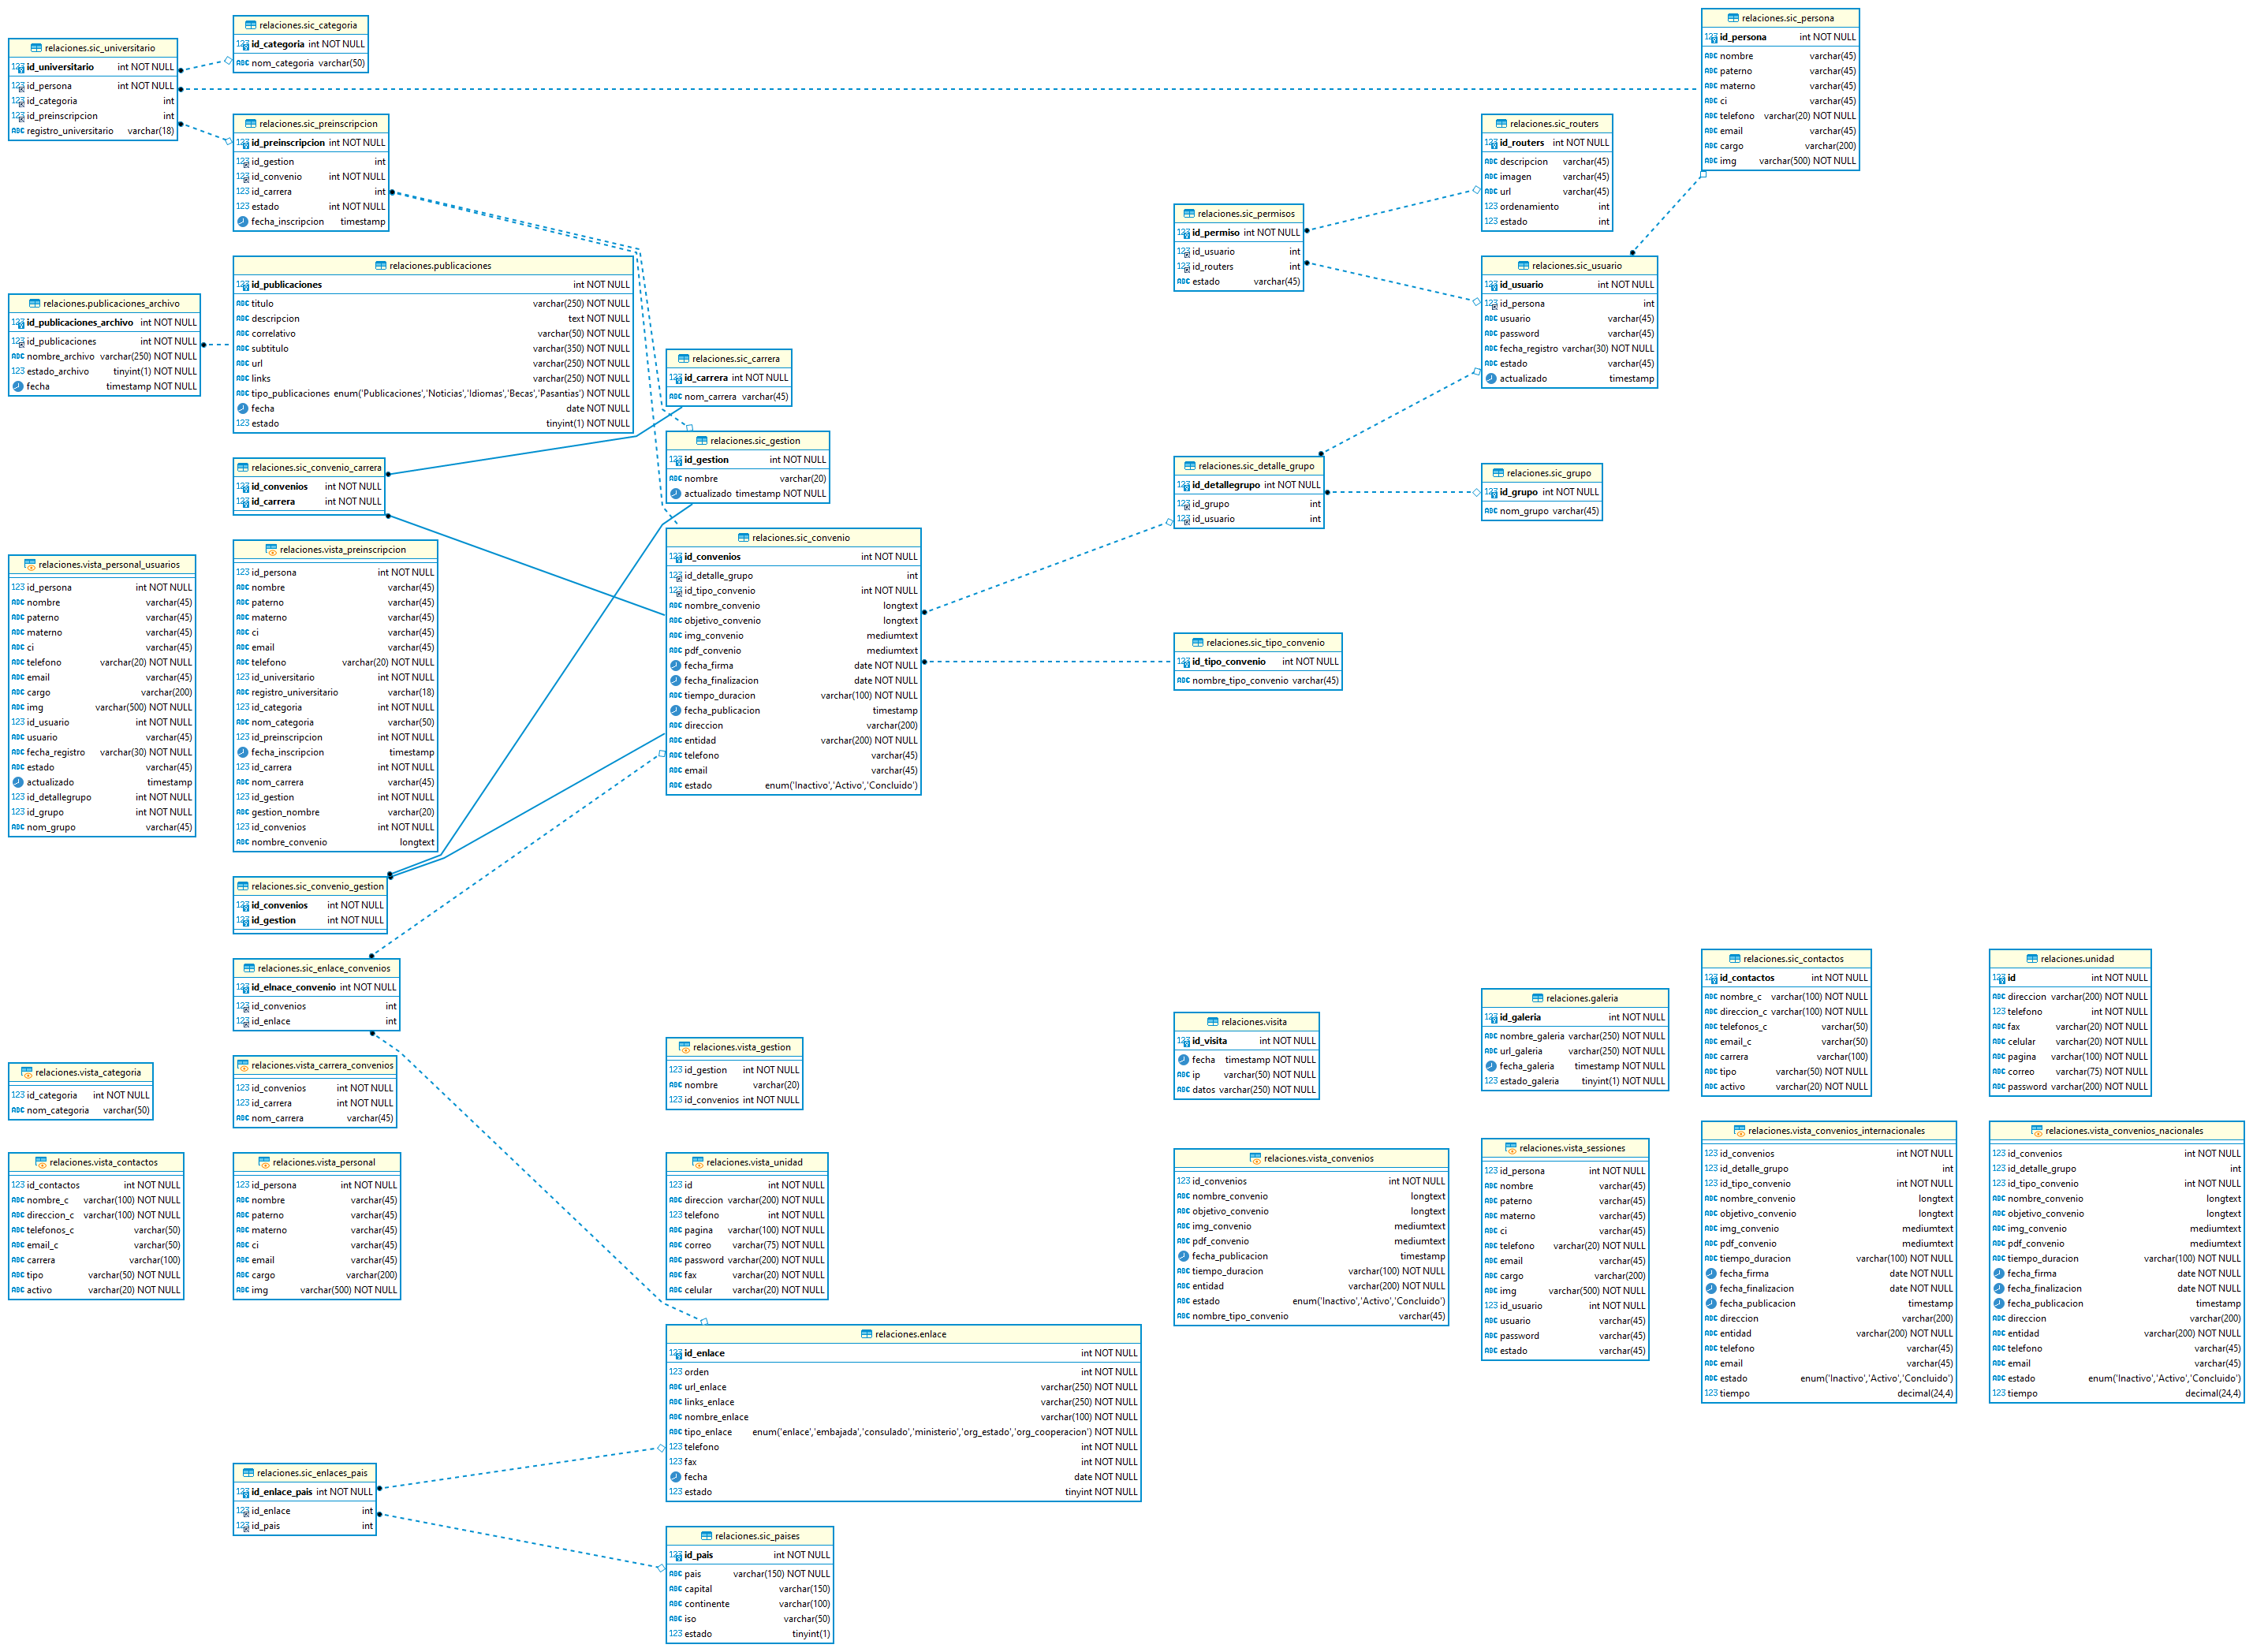 relaciones.sic_universitario
id_universitario int NOT NULL
id_persona int NOT NULL
id_categoria int
id_preinscripcion int
registro_universitario varchar(18)
relaciones.sic_categoria
id_categoria int NOT NULL
nom_categoria varchar(50)
relaciones.sic_persona
id_persona int NOT NULL
nombre varchar(45)
paterno varchar(45)
materno varchar(45)
ci varchar(45)
telefono varchar(20) NOT NULL
email varchar(45)
cargo varchar(200)
img varchar(500) NOT NULL
relaciones.sic_preinscripcion
id_preinscripcion int NOT NULL
id_gestion int
id_convenio int NOT NULL
id_carrera int
estado int NOT NULL
fecha_inscripcion timestamp
relaciones.sic_routers
id_routers int NOT NULL
descripcion varchar(45)
imagen varchar(45)
url varchar(45)
ordenamiento int
estado int
relaciones.sic_permisos
id_permiso int NOT NULL
id_usuario int
id_routers int
estado varchar(45)
relaciones.sic_usuario
id_usuario int NOT NULL
id_persona int
usuario varchar(45)
password varchar(45)
fecha_registro varchar(30) NOT NULL
estado varchar(45)
actualizado timestamp
relaciones.publicaciones_archivo
id_publicaciones_archivo int NOT NULL
id_publicaciones int NOT NULL
nombre_archivo varchar(250) NOT NULL
estado_archivo tinyint(1) NOT NULL
fecha timestamp NOT NULL
relaciones.publicaciones
id_publicaciones int NOT NULL
titulo varchar(250) NOT NULL
descripcion text NOT NULL
correlativo varchar(50) NOT NULL
subtitulo varchar(350) NOT NULL
url varchar(250) NOT NULL
links varchar(250) NOT NULL
tipo_publicaciones enum('Publicaciones','Noticias','Idiomas','Becas','Pasantias') NOT NULL
fecha date NOT NULL
estado tinyint(1) NOT NULL
relaciones.sic_carrera
id_carrera int NOT NULL
nom_carrera varchar(45)
relaciones.sic_gestion
id_gestion int NOT NULL
nombre varchar(20)
actualizado timestamp NOT NULL
relaciones.sic_convenio_carrera
id_convenios int NOT NULL
id_carrera int NOT NULL
relaciones.sic_detalle_grupo
id_detallegrupo int NOT NULL
id_grupo int
id_usuario int
relaciones.sic_grupo
id_grupo int NOT NULL
nom_grupo varchar(45)
relaciones.vista_personal_usuarios
id_persona int NOT NULL
nombre varchar(45)
paterno varchar(45)
materno varchar(45)
ci varchar(45)
telefono varchar(20) NOT NULL
email varchar(45)
cargo varchar(200)
img varchar(500) NOT NULL
id_usuario int NOT NULL
usuario varchar(45)
fecha_registro varchar(30) NOT NULL
estado varchar(45)
actualizado timestamp
id_detallegrupo int NOT NULL
id_grupo int NOT NULL
nom_grupo varchar(45)
relaciones.vista_preinscripcion
id_persona int NOT NULL
nombre varchar(45)
paterno varchar(45)
materno varchar(45)
ci varchar(45)
email varchar(45)
telefono varchar(20) NOT NULL
id_universitario int NOT NULL
registro_universitario varchar(18)
id_categoria int NOT NULL
nom_categoria varchar(50)
id_preinscripcion int NOT NULL
fecha_inscripcion timestamp
id_carrera int NOT NULL
nom_carrera varchar(45)
id_gestion int NOT NULL
gestion_nombre varchar(20)
id_convenios int NOT NULL
nombre_convenio longtext
relaciones.sic_convenio
id_convenios int NOT NULL
id_detalle_grupo int
id_tipo_convenio int NOT NULL
nombre_convenio longtext
objetivo_convenio longtext
img_convenio mediumtext
pdf_convenio mediumtext
fecha_firma date NOT NULL
fecha_finalizacion date NOT NULL
tiempo_duracion varchar(100) NOT NULL
fecha_publicacion timestamp
direccion varchar(200)
entidad varchar(200) NOT NULL
telefono varchar(45)
email varchar(45)
estado enum('Inactivo','Activo','Concluido')
relaciones.sic_tipo_convenio
id_tipo_convenio int NOT NULL
nombre_tipo_convenio varchar(45)
relaciones.sic_convenio_gestion
id_convenios int NOT NULL
id_gestion int NOT NULL
relaciones.sic_enlace_convenios
id_elnace_convenio int NOT NULL
id_convenios int
id_enlace int
relaciones.visita
id_visita int NOT NULL
fecha timestamp NOT NULL
ip varchar(50) NOT NULL
datos varchar(250) NOT NULL
relaciones.galeria
id_galeria int NOT NULL
nombre_galeria varchar(250) NOT NULL
url_galeria varchar(250) NOT NULL
fecha_galeria timestamp NOT NULL
estado_galeria tinyint(1) NOT NULL
relaciones.sic_contactos
id_contactos int NOT NULL
nombre_c varchar(100) NOT NULL
direccion_c varchar(100) NOT NULL
telefonos_c varchar(50)
email_c varchar(50)
carrera varchar(100)
tipo varchar(50) NOT NULL
activo varchar(20) NOT NULL
relaciones.unidad
id int NOT NULL
direccion varchar(200) NOT NULL
telefono int NOT NULL
fax varchar(20) NOT NULL
celular varchar(20) NOT NULL
pagina varchar(100) NOT NULL
correo varchar(75) NOT NULL
password varchar(200) NOT NULL
relaciones.vista_categoria
id_categoria int NOT NULL
nom_categoria varchar(50)
relaciones.vista_carrera_convenios
id_convenios int NOT NULL
id_carrera int NOT NULL
nom_carrera varchar(45)
relaciones.vista_gestion
id_gestion int NOT NULL
nombre varchar(20)
id_convenios int NOT NULL
relaciones.vista_contactos
id_contactos int NOT NULL
nombre_c varchar(100) NOT NULL
direccion_c varchar(100) NOT NULL
telefonos_c varchar(50)
email_c varchar(50)
carrera varchar(100)
tipo varchar(50) NOT NULL
activo varchar(20) NOT NULL
relaciones.vista_personal
id_persona int NOT NULL
nombre varchar(45)
paterno varchar(45)
materno varchar(45)
ci varchar(45)
email varchar(45)
cargo varchar(200)
img varchar(500) NOT NULL
relaciones.vista_unidad
id int NOT NULL
direccion varchar(200) NOT NULL
telefono int NOT NULL
pagina varchar(100) NOT NULL
correo varchar(75) NOT NULL
password varchar(200) NOT NULL
fax varchar(20) NOT NULL
celular varchar(20) NOT NULL
relaciones.vista_convenios
id_convenios int NOT NULL
nombre_convenio longtext
objetivo_convenio longtext
img_convenio mediumtext
pdf_convenio mediumtext
fecha_publicacion timestamp
tiempo_duracion varchar(100) NOT NULL
entidad varchar(200) NOT NULL
estado enum('Inactivo','Activo','Concluido')
nombre_tipo_convenio varchar(45)
relaciones.vista_sessiones
id_persona int NOT NULL
nombre varchar(45)
paterno varchar(45)
materno varchar(45)
ci varchar(45)
telefono varchar(20) NOT NULL
email varchar(45)
cargo varchar(200)
img varchar(500) NOT NULL
id_usuario int NOT NULL
usuario varchar(45)
password varchar(45)
estado varchar(45)
relaciones.vista_convenios_internacionales
id_convenios int NOT NULL
id_detalle_grupo int
id_tipo_convenio int NOT NULL
nombre_convenio longtext
objetivo_convenio longtext
img_convenio mediumtext
pdf_convenio mediumtext
tiempo_duracion varchar(100) NOT NULL
fecha_firma date NOT NULL
fecha_finalizacion date NOT NULL
fecha_publicacion timestamp
direccion varchar(200)
entidad varchar(200) NOT NULL
telefono varchar(45)
email varchar(45)
estado enum('Inactivo','Activo','Concluido')
tiempo decimal(24,4)
relaciones.vista_convenios_nacionales
id_convenios int NOT NULL
id_detalle_grupo int
id_tipo_convenio int NOT NULL
nombre_convenio longtext
objetivo_convenio longtext
img_convenio mediumtext
pdf_convenio mediumtext
tiempo_duracion varchar(100) NOT NULL
fecha_firma date NOT NULL
fecha_finalizacion date NOT NULL
fecha_publicacion timestamp
direccion varchar(200)
entidad varchar(200) NOT NULL
telefono varchar(45)
email varchar(45)
estado enum('Inactivo','Activo','Concluido')
tiempo decimal(24,4)
relaciones.enlace
id_enlace int NOT NULL
orden int NOT NULL
url_enlace varchar(250) NOT NULL
links_enlace varchar(250) NOT NULL
nombre_enlace varchar(100) NOT NULL
tipo_enlace enum('enlace','embajada','consulado','ministerio','org_estado','org_cooperacion') NOT NULL
telefono int NOT NULL
fax int NOT NULL
fecha date NOT NULL
estado tinyint NOT NULL
relaciones.sic_enlaces_pais
id_enlace_pais int NOT NULL
id_enlace int
id_pais int
relaciones.sic_paises
id_pais int NOT NULL
pais varchar(150) NOT NULL
capital varchar(150)
continente varchar(100)
iso varchar(50)
estado tinyint(1)